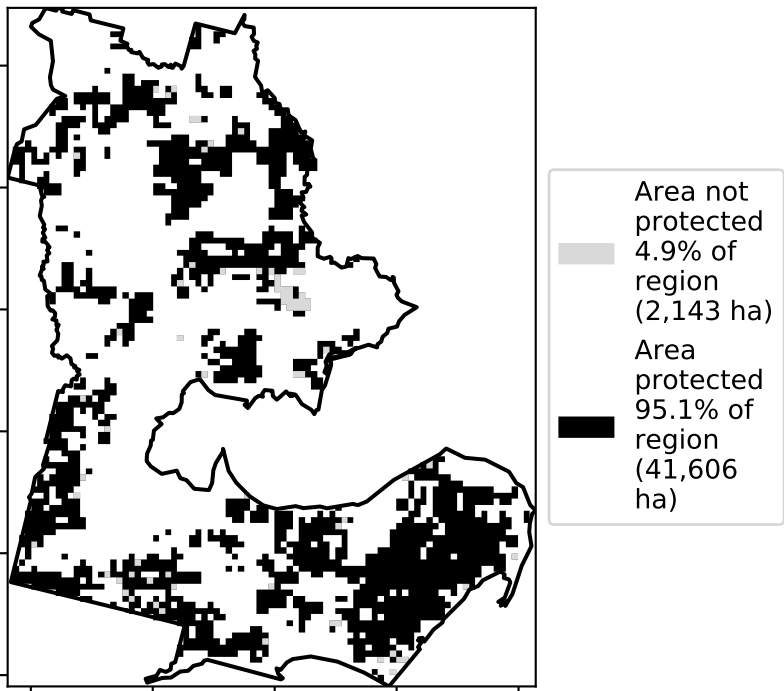 Area not
protected
4.9% of
region
(2,143 ha)
Area
protected
95.1% of
region
(41,606
ha)